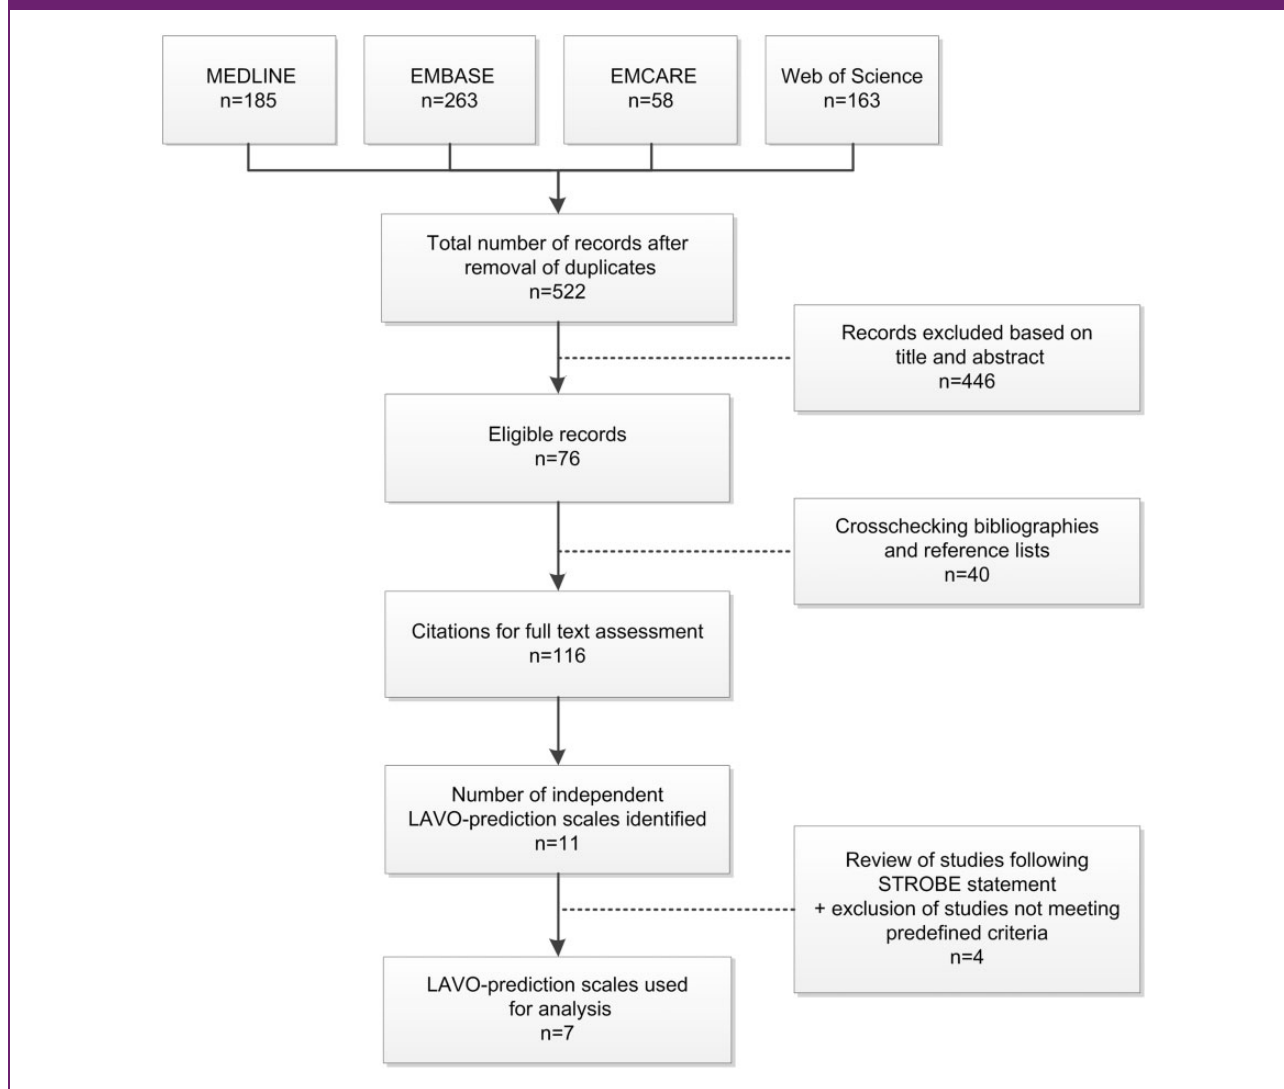 MEDLINE
n=185
EMBASE
n=263
EMCARE
n=58
Web of Science
n=163
Total number of records after
removal of duplicates
n=522
Records excluded based on
title and abstract
n=446
Eligible records
n=76
Crosschecking bibliographies
and reference lists
n=40
Citations for full text assessment
n=116
Number of independent
LAVO-prediction scales identified
n=11
Review of studies following
STROBE statement
+ exclusion of studies not meeting
predefined criteria
n=4
LAVO-prediction scales used
for analysis
n=7